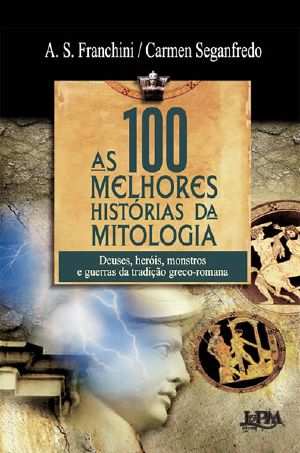 A. S. Franchini / Carmen Seganfredo
AS 100
MELHORES
HISTÓRIAS DA
MITOLOGIA
Deuses, heróis, monstros
e guerras da tradição greco-romana
L&PM